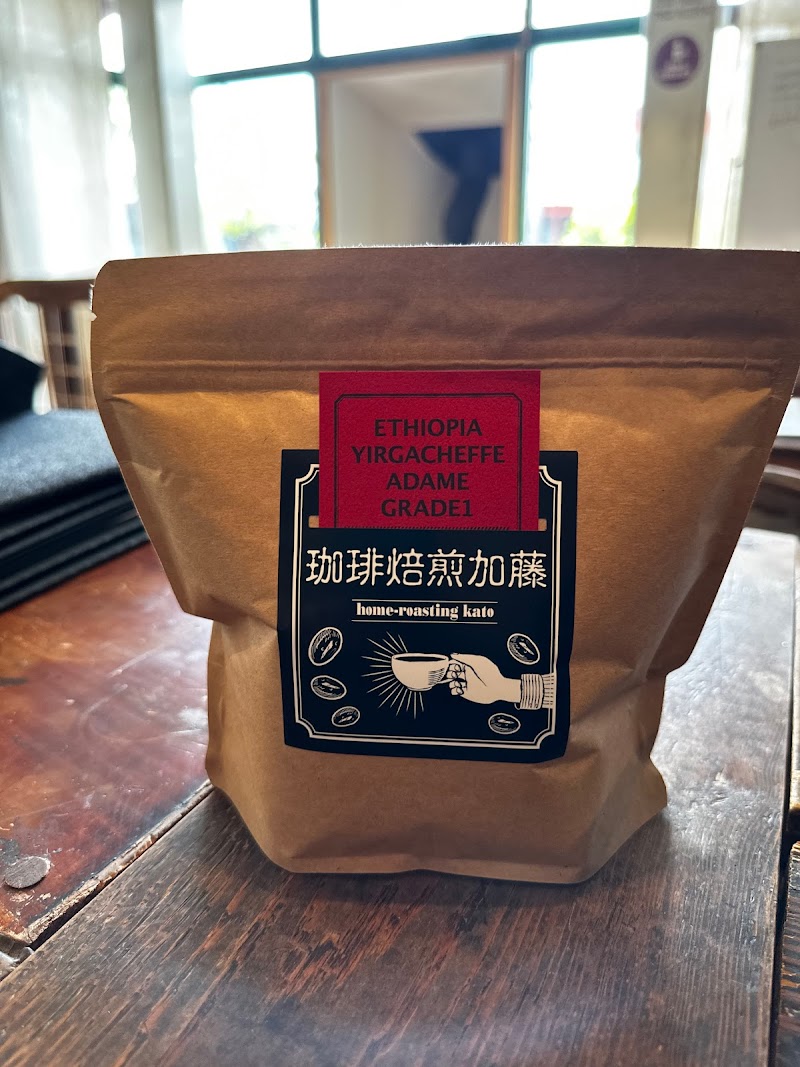 ETHIOPIA
YIRGACHEFFE
ADAME
GRADE1
珈琲焙煎加藤
home-roasting kato